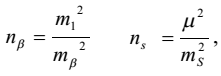 n_β = m_1^2 / m_β^2    n_s = μ^2 / m_S^2 ,